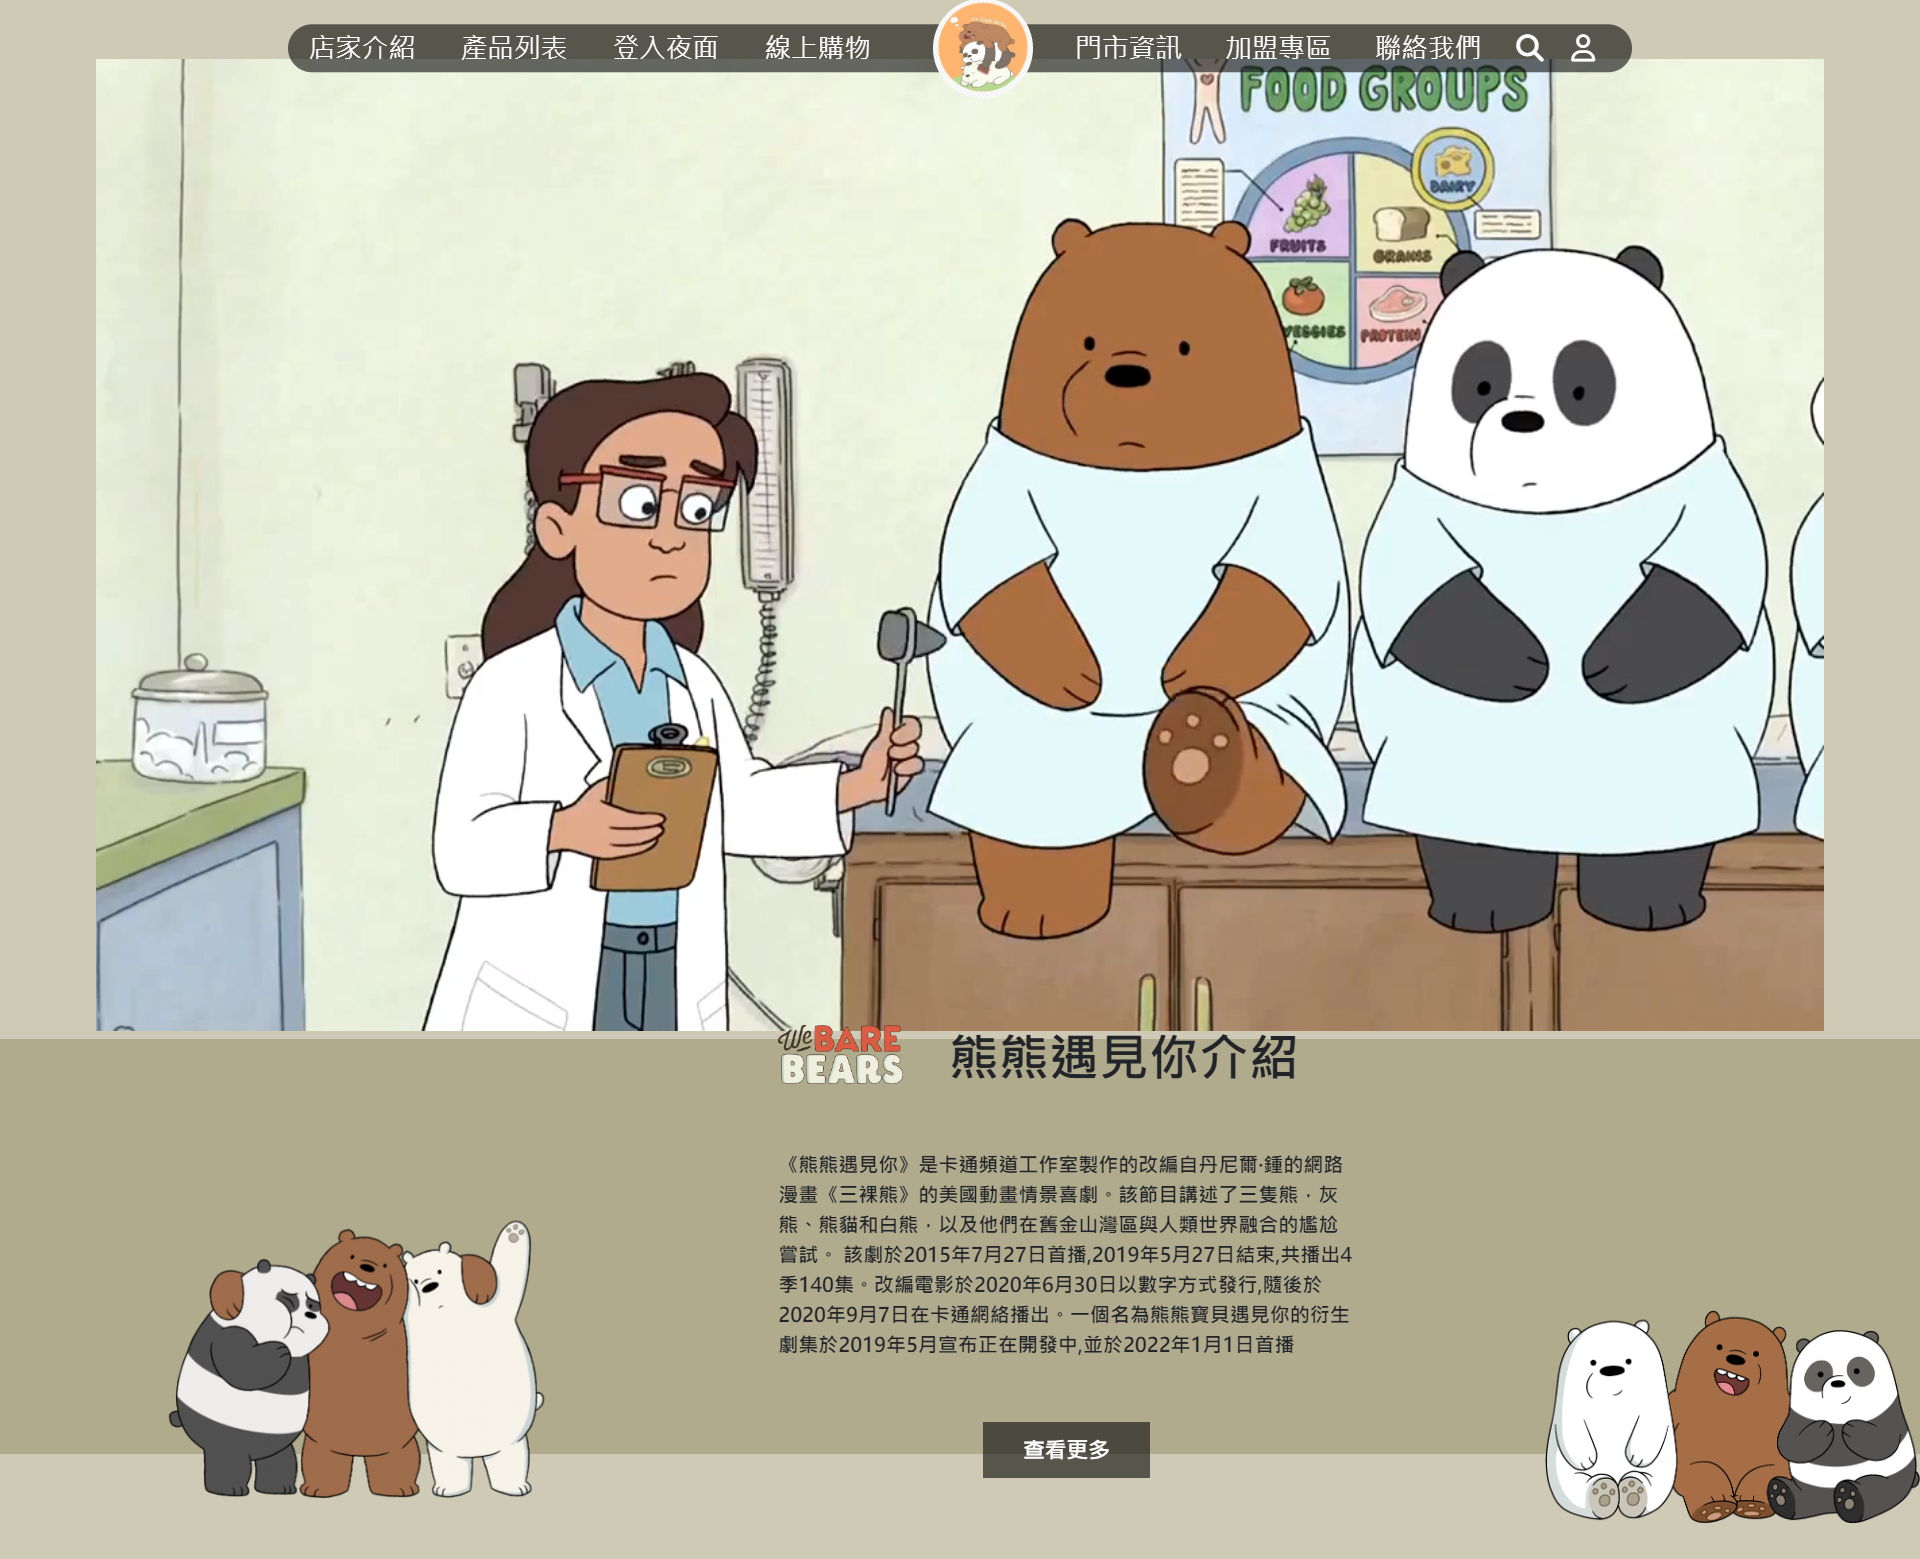 店家介紹 產品列表 登入夜面 線上購物 門市資訊 加盟專區 聯絡我們
FOOD GROUPS
DAIRY
FRUITS
GRAINS
VEGGIES
PROTEIN
We BARE
BEARS
熊熊遇見你介紹
《熊熊遇見你》是卡通頻道工作室製作的改編自丹尼爾·鍾的網路
漫畫《三裸熊》的美國動畫情景喜劇。該節目講述了三隻熊，灰
熊、熊貓和白熊，以及他們在舊金山灣區與人類世界融合的尷尬
嘗試。 該劇於2015年7月27日首播,2019年5月27日結束,共播出4
季140集。改編電影於2020年6月30日以數字方式發行,隨後於
2020年9月7日在卡通網絡播出。一個名為熊熊寶貝遇見你的衍生
劇集於2019年5月宣布正在開發中,並於2022年1月1日首播
查看更多